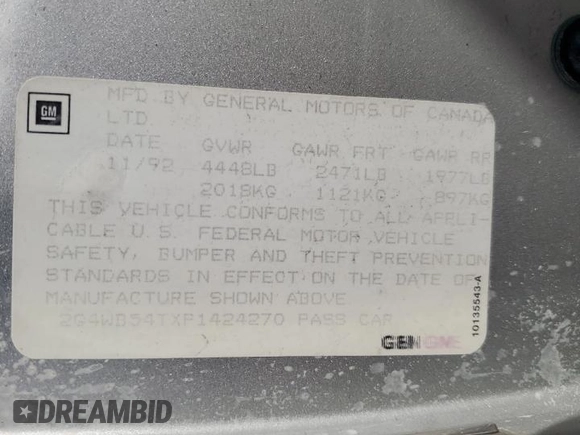 GM
MFD BY GENERAL MOTORS OF CANADA
LTD
DATE GVWR GAWR FRT GAWR RR
11/92 4448LB 2471LB 1977LB
2018KG 1121KG 897KG
THIS VEHICLE CONFORMS TO ALL APPLI-
CABLE U.S. FEDERAL MOTOR VEHICLE
SAFETY, BUMPER AND THEFT PREVENTION
STANDARDS IN EFFECT ON THE DATE OF
MANUFACTURE SHOWN ABOVE
2G4WB54TXP1424270 PASS CAR
GEN GME
10135543-A
DREAMBID